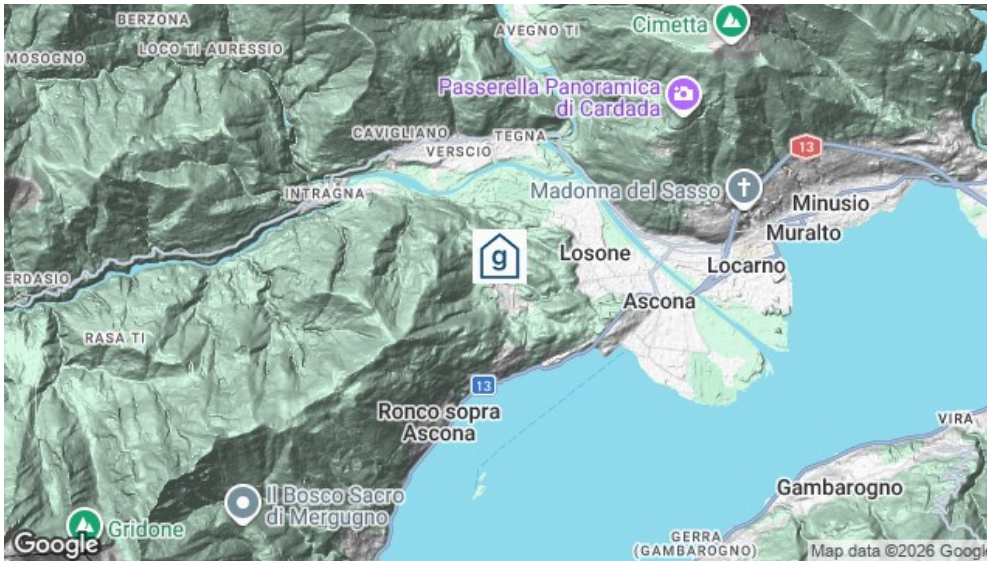 BERZONA
Cimetta
AVEGNO TI
LOCO TI AURESSIO
MOSOGNO
Passerella Panoramica
di Cardada
CAVIGLIANO
TEGNA
VERSCIO
13
INTRAGNA
Madonna del Sasso
Minusio
Muralto
Losone
g
Locarno
ERDASIO
Ascona
RASA TI
13
Ronco sopra
Ascona
VIRA
Gambarogno
Il Bosco Sacro
di Mergugno
Gridone
GERRA
(GAMBAROGNO)
Google
Map data ©2026 Google